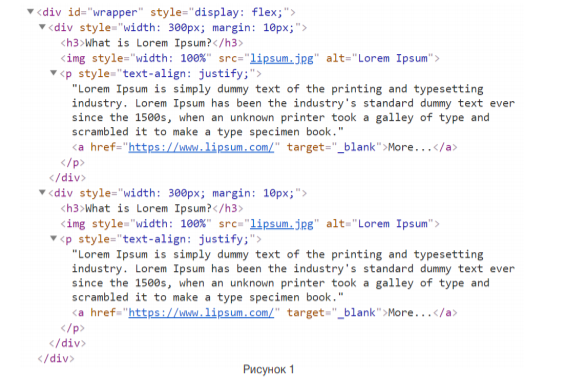 ▼<div id="wrapper" style="display: flex;">
▼<div style="width: 300px; margin: 10px;">
<h3>What is Lorem Ipsum?</h3>
<img style="width: 100%" src="lipsum.jpg" alt="Lorem Ipsum">
▼<p style="text-align: justify;">
"Lorem Ipsum is simply dummy text of the printing and typesetting
industry. Lorem Ipsum has been the industry's standard dummy text ever
since the 1500s, when an unknown printer took a galley of type and
scrambled it to make a type specimen book."
<a href="https://www.lipsum.com/" target="_blank">More...</a>
</p>
</div>
▼<div style="width: 300px; margin: 10px;">
<h3>What is Lorem Ipsum?</h3>
<img style="width: 100%" src="lipsum.jpg" alt="Lorem Ipsum">
▼<p style="text-align: justify;">
"Lorem Ipsum is simply dummy text of the printing and typesetting
industry. Lorem Ipsum has been the industry's standard dummy text ever
since the 1500s, when an unknown printer took a galley of type and
scrambled it to make a type specimen book."
<a href="https://www.lipsum.com/" target="_blank">More...</a>
</p>
</div>
</div>
Рисунок 1